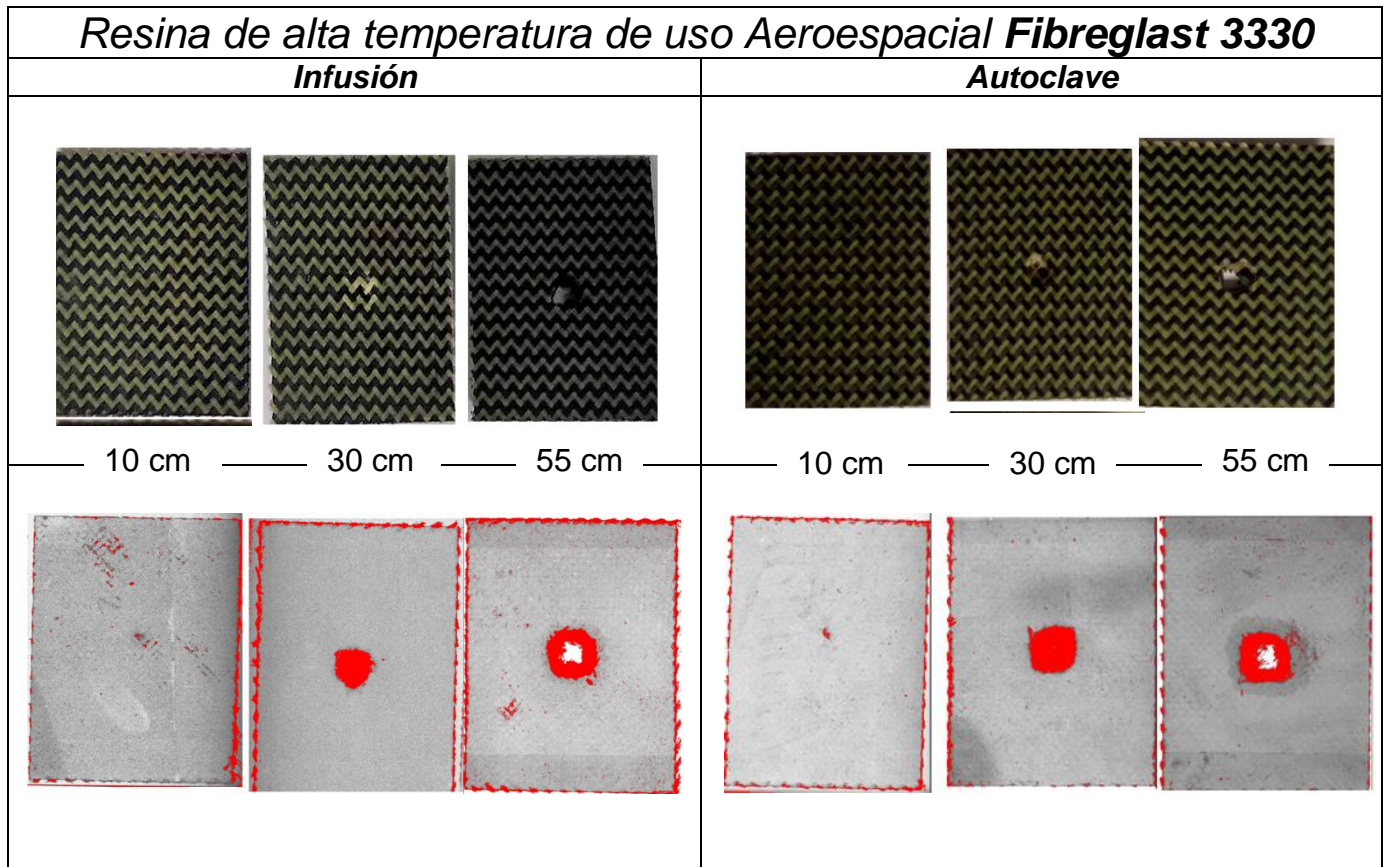 Resina de alta temperatura de uso Aeroespacial Fibreglast 3330
Infusión
Autoclave
10 cm
30 cm
55 cm
10 cm
30 cm
55 cm